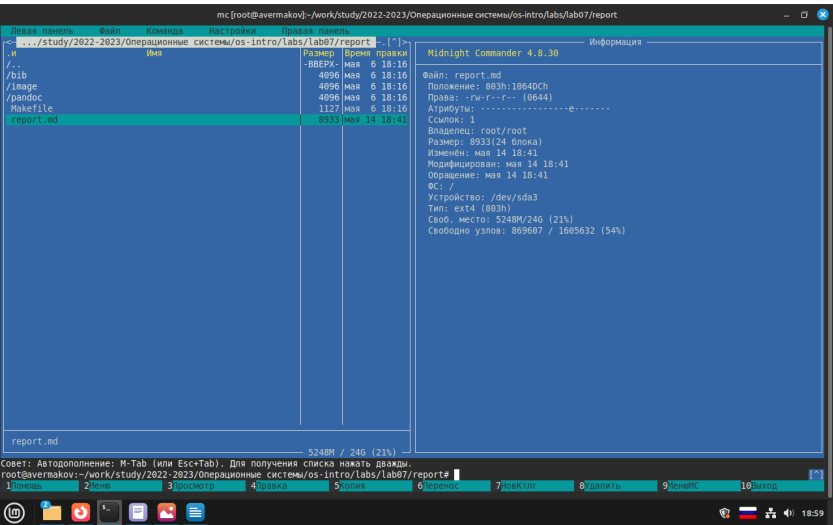 mc [root@avermakov]:~/work/study/2022-2023/Операционные системы/os-intro/labs/lab07/report
Левая панель Файл Команда Настройки Правая панель
<─ .../study/2022-2023/Операционные системы/os-intro/labs/lab07/report ─.[^]>
.и Имя Размер Время правки
/.. -ВВЕРХ- мая 6 18:16
/bib 4096 мая 6 18:16
/image 4096 мая 6 18:16
/pandoc 4096 мая 6 18:16
Makefile 1127 мая 6 18:16
report.md 8933 мая 14 18:41
report.md
5248M / 24G (21%)
Информация
Midnight Commander 4.8.30
Файл: report.md
Положение: 803h:1064DCh
Права: -rw-r--r-- (0644)
Атрибуты: ----------------e-------
Ссылок: 1
Владелец: root/root
Размер: 8933(24 блока)
Изменён: мая 14 18:41
Модифицирован: мая 14 18:41
Обращение: мая 14 18:41
ФС: /
Устройство: /dev/sda3
Тип: ext4 (803h)
Своб. место: 5248M/24G (21%)
Свободно узлов: 869607 / 1605632 (54%)
Совет: Автодополнение: M-Tab (или Esc+Tab). Для получения списка нажать дважды.
root@avermakov:~/work/study/2022-2023/Операционные системы/os-intro/labs/lab07/report# [^]
1Помощь 2Меню 3Просмотр 4Правка 5Копия 6Перенос 7НовКтлг 8Удалить 9МенюMC 10Выход
2 18:59